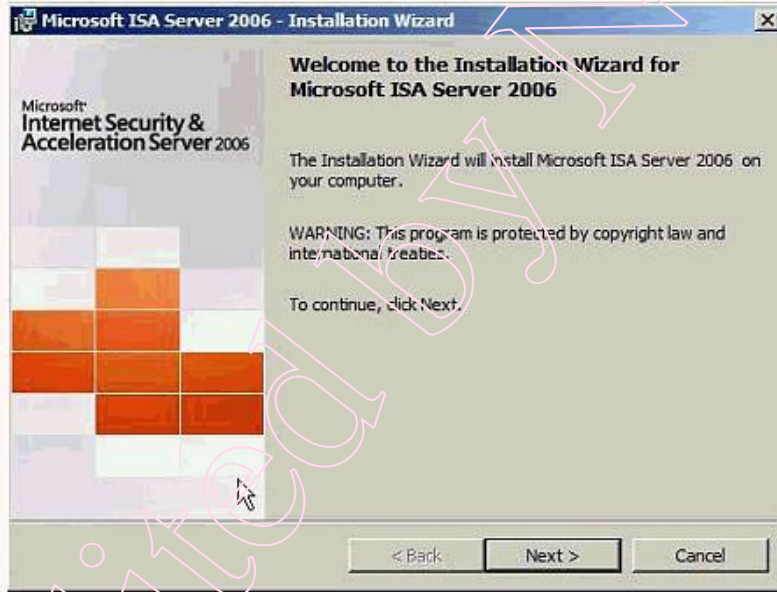 Microsoft ISA Server 2006 - Installation Wizard
Microsoft
Internet Security &
Acceleration Server 2006
Welcome to the Installation Wizard for
Microsoft ISA Server 2006
The Installation Wizard will install Microsoft ISA Server 2006 on
your computer.
WARNING: This program is protected by copyright law and
international treaties.
To continue, click Next.
< Back
Next >
Cancel